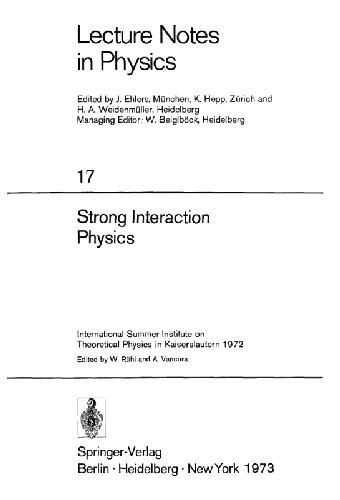 Lecture Notes
in Physics
Edited by J. Ehlers, München, K. Hepp, Zürich and
H. A. Weidenmüller, Heidelberg
Managing Editor: W. Beiglböck, Heidelberg
17
Strong Interaction
Physics
International Summer Institute on
Theoretical Physics in Kaiserslautern 1972
Edited by W. Rühl and A. Vancura
Springer-Verlag
Berlin · Heidelberg · New York 1973